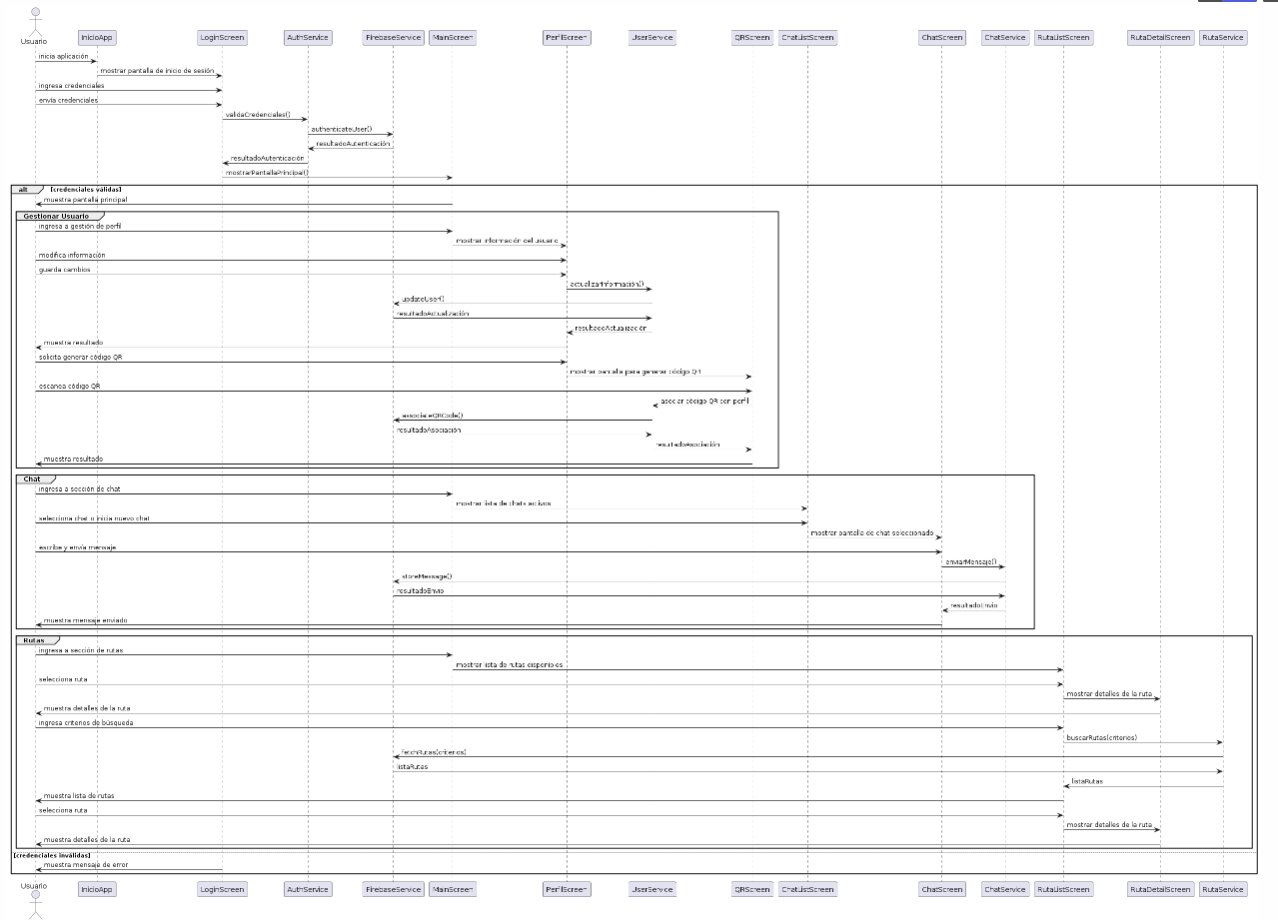 Usuario
InicioApp
LoginScreen
AuthService
FirebaseService
MainScreen
PerfilScreen
UserService
QRScreen
ChatListScreen
ChatScreen
ChatService
RutaListScreen
RutaDetailScreen
RutaService
inicia aplicación
mostrar pantalla de inicio de sesión
ingresa credenciales
envía credenciales
validaCredenciales()
authenticateUser()
resultadoAutenticación
resultadoAutenticación
mostrarPantallaPrincipal()
alt [credenciales válidas]
muestra pantalla principal
Gestionar Usuario
ingresa a gestión de perfil
mostrar información del usuario
modifica información
guarda cambios
actualizarInformación()
updateUser()
resultadoActualización
resultadoActualización
muestra resultado
solicita generar código QR
mostrar pantalla para generar código QR
escanea código QR
asociar código QR con perfil
associateQRCode()
resultadoAsociación
resultadoAsociación
muestra resultado
Chat
ingresa a sección de chat
mostrar lista de chats activos
selecciona chat o inicia nuevo chat
mostrar pantalla de chat seleccionado
escribe y envía mensaje
enviarMensaje()
storeMessage()
resultadoEnvío
resultadoEnvío
muestra mensaje enviado
Rutas
ingresa a sección de rutas
mostrar lista de rutas disponibles
selecciona ruta
mostrar detalles de la ruta
muestra detalles de la ruta
ingresa criterios de búsqueda
buscarRutas(criterios)
fetchRutas(criterios)
listaRutas
listaRutas
muestra lista de rutas
selecciona ruta
mostrar detalles de la ruta
muestra detalles de la ruta
[credenciales inválidas]
muestra mensaje de error
Usuario
InicioApp
LoginScreen
AuthService
FirebaseService
MainScreen
PerfilScreen
UserService
QRScreen
ChatListScreen
ChatScreen
ChatService
RutaListScreen
RutaDetailScreen
RutaService